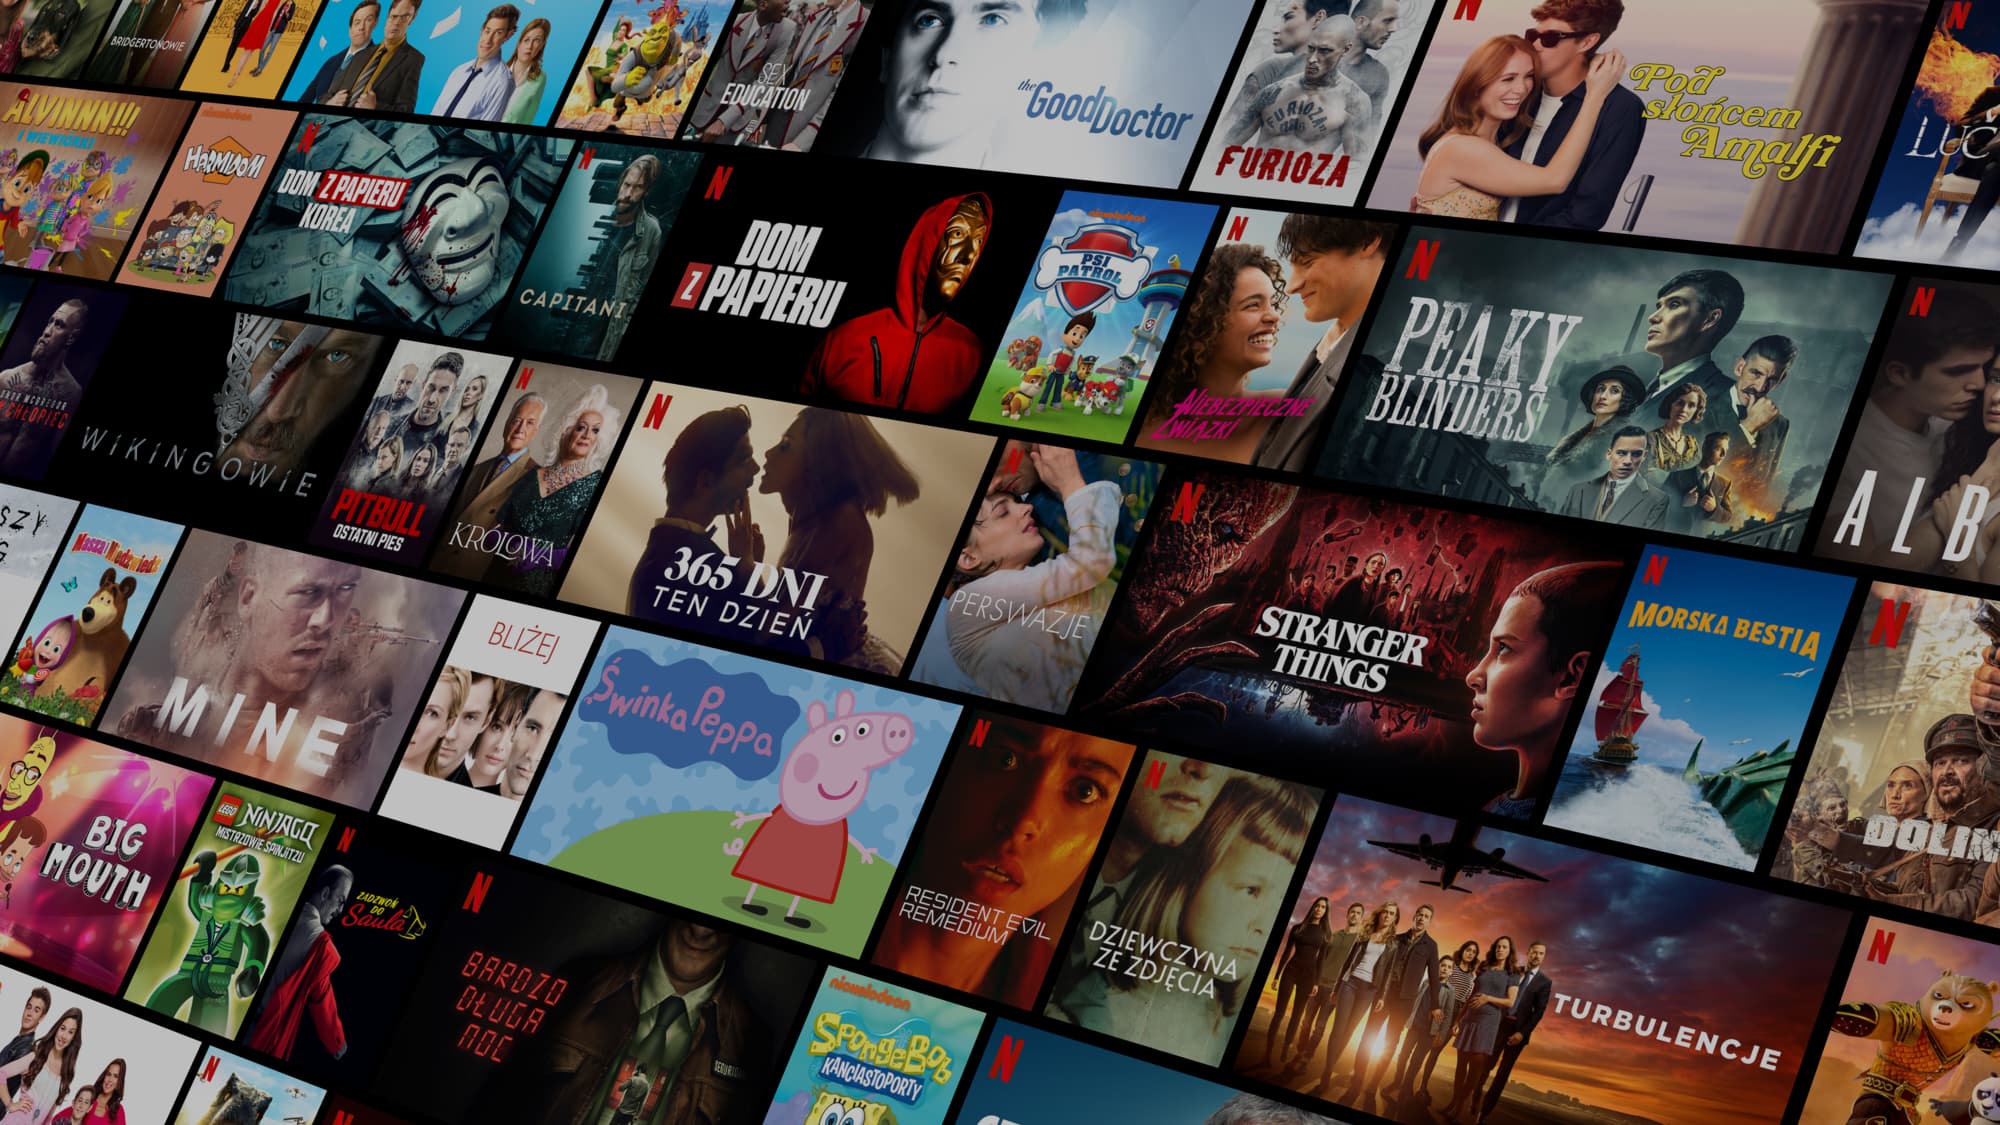 BRIDGERTONOWIE
SEX
EDUCATION
the GoodDoctor
FURIOZA
FURIOZA
N
Pod
słońcem
Amalfi
N
ALVINNN!!!
I WIEWIÓRKI
nickelodeon
HARMIDOM
N
DOM Z PAPIERU
KOREA
N
CAPITANI
N
DOM
Z PAPIERU
nickelodeon
PSI
PATROL
N
NIEBEZPIECZNE
ZWIĄZKI
N
PEAKY
BLINDERS
N
ALB
CHŁOPIEC
WIKINGOWIE
PITBULL
OSTATNI PIES
N
KRÓLOWA
N
365 DNI
TEN DZIEŃ
N
PERSWAZJE
N
STRANGER
THINGS
N
MORSKA BESTIA
N
DOLIN
SZY
G
Masza i Niedźwiedź
MINE
BLIŻEJ
Świnka Peppa
N
RESIDENT EVIL
REMEDIUM
N
DZIEWCZYNA
ZE ZDJĘCIA
TURBULENCJE
N
BIG
MOUTH
LEGO
NINJAGO
MISTRZOWIE SPINJITZU
N
ZADZWOŃ
DO
Saula
N
BARDZO
DŁUGA
NOC
nickelodeon
SPONGEBOB
KANCIASTOPORTY
N
N